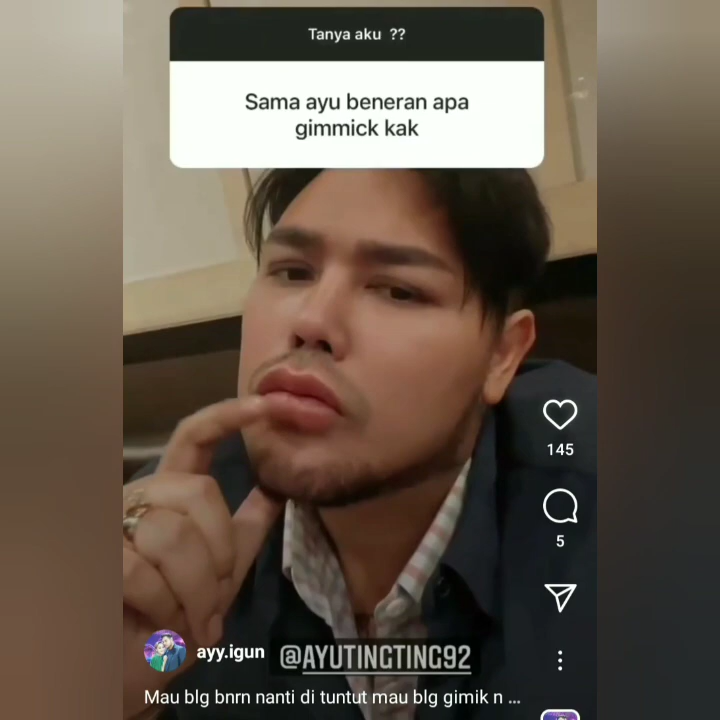 Tanya aku ??
Sama ayu beneran apa
gimmick kak
145
5
ayy.igun
@AYUTINGTING92
Mau blg bnrn nanti di tuntut mau blg gimik n ...